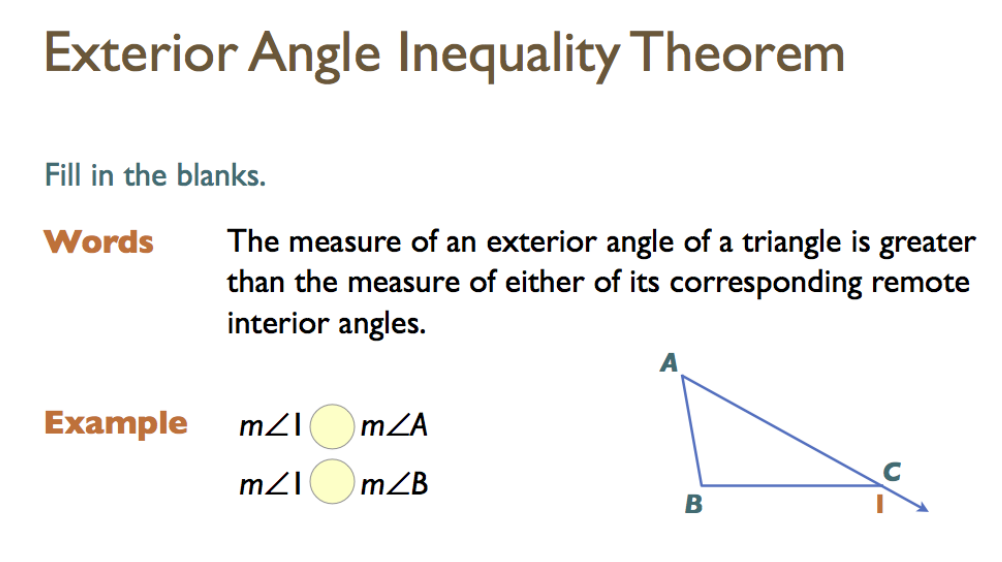 Exterior Angle Inequality Theorem
Fill in the blanks.
Words
The measure of an exterior angle of a triangle is greater
than the measure of either of its corresponding remote
interior angles.
Example
m∠1 m∠A
m∠1 m∠B
A
C
B
1